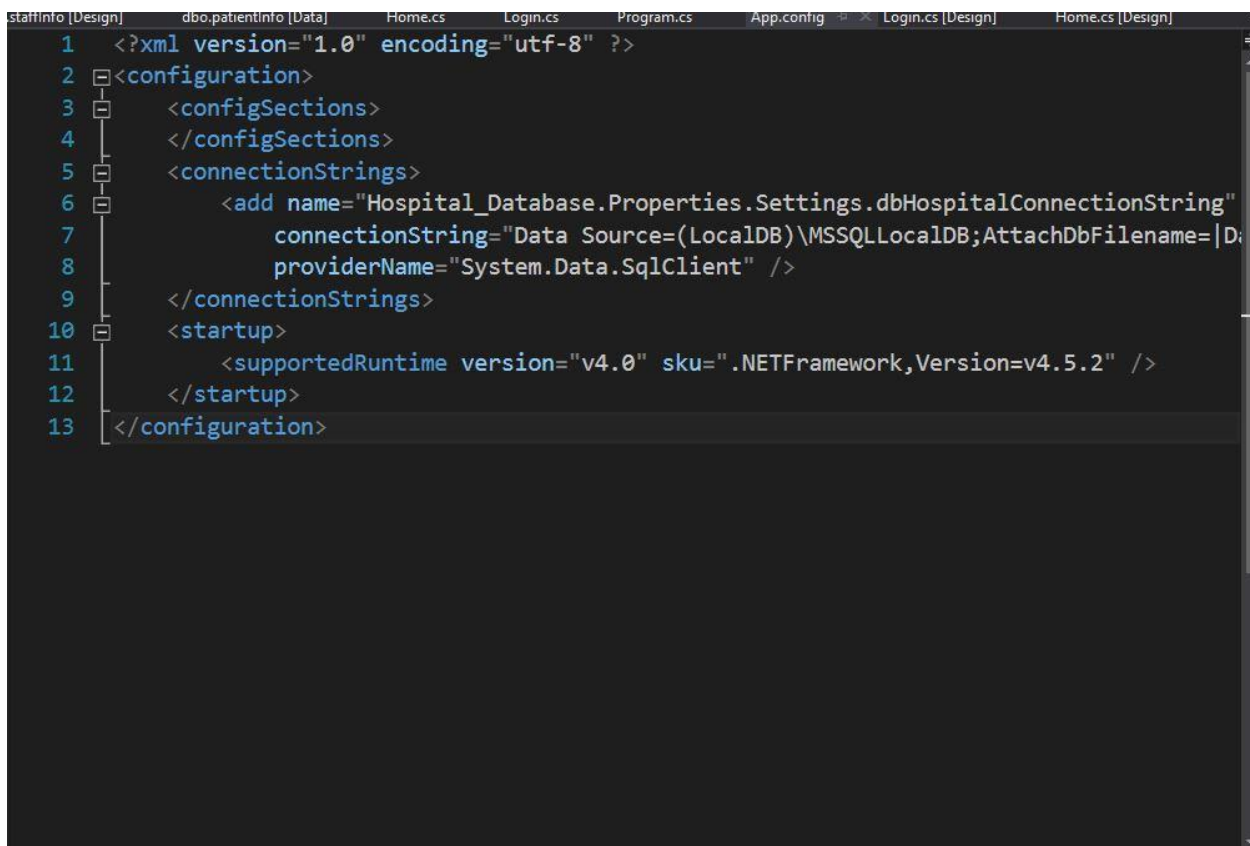 .staffInfo [Design] dbo.patientInfo [Data] Home.cs Login.cs Program.cs App.config Login.cs [Design] Home.cs [Design]
1 <?xml version="1.0" encoding="utf-8" ?>
2 <configuration>
3 <configSections>
4 </configSections>
5 <connectionStrings>
6 <add name="Hospital_Database.Properties.Settings.dbHospitalConnectionString"
7 connectionString="Data Source=(LocalDB)\MSSQLLocalDB;AttachDbFilename=|Da
8 providerName="System.Data.SqlClient" />
9 </connectionStrings>
10 <startup>
11 <supportedRuntime version="v4.0" sku=".NETFramework,Version=v4.5.2" />
12 </startup>
13 </configuration>